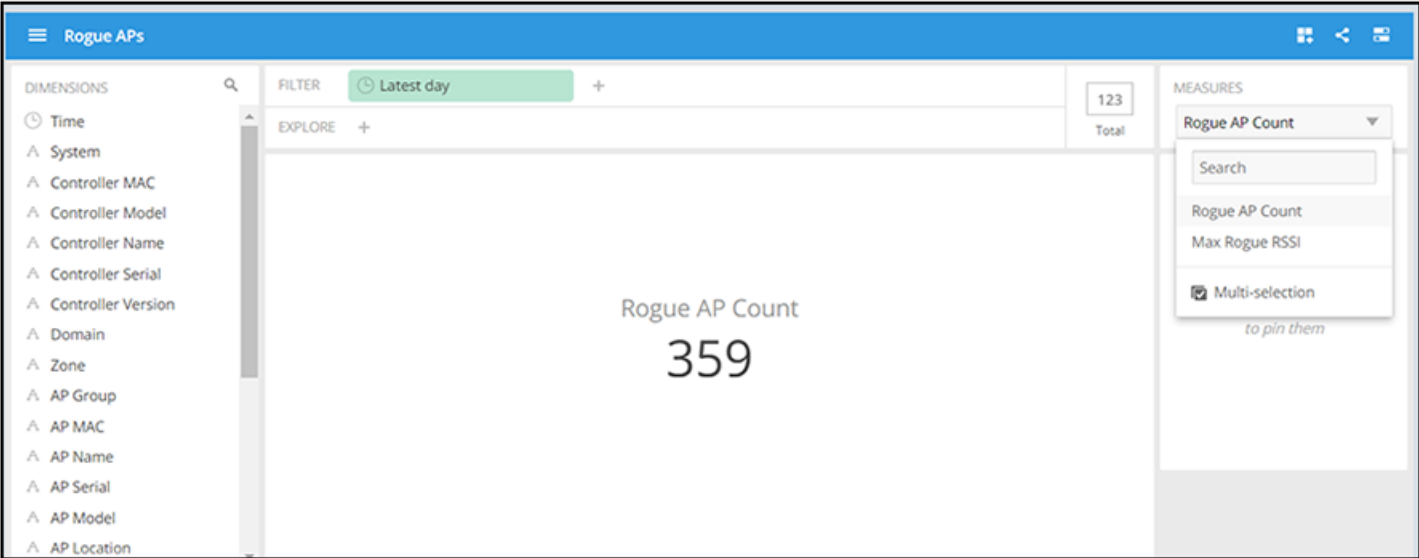 Rogue APs
DIMENSIONS
Time
System
Controller MAC
Controller Model
Controller Name
Controller Serial
Controller Version
Domain
Zone
AP Group
AP MAC
AP Name
AP Serial
AP Model
AP Location
FILTER
Latest day
EXPLORE
123
Total
Rogue AP Count
359
MEASURES
Rogue AP Count
Search
Rogue AP Count
Max Rogue RSSI
Multi-selection
to pin them